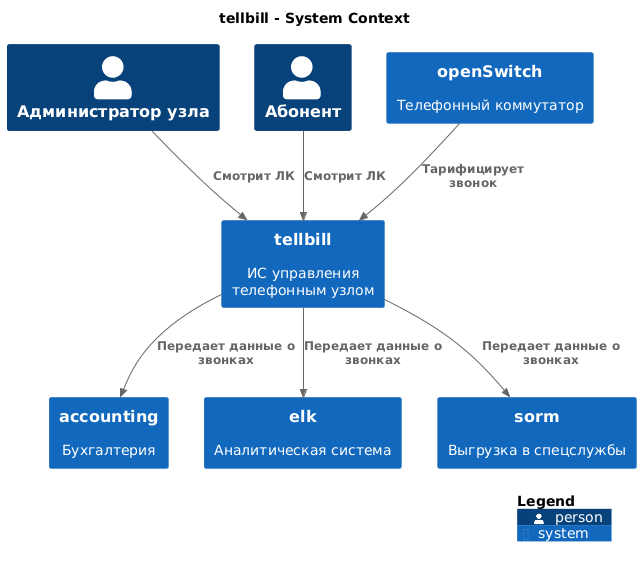 tellbill - System Context
Администратор узла
Абонент
openSwitch
Телефонный коммутатор
Смотрит ЛК
Смотрит ЛК
Тарифицирует
звонок
tellbill
ИС управления
телефонным узлом
Передает данные о
звонках
Передает данные о
звонках
Передает данные о
звонках
accounting
Бухгалтерия
elk
Аналитическая система
sorm
Выгрузка в спецслужбы
Legend
person
system